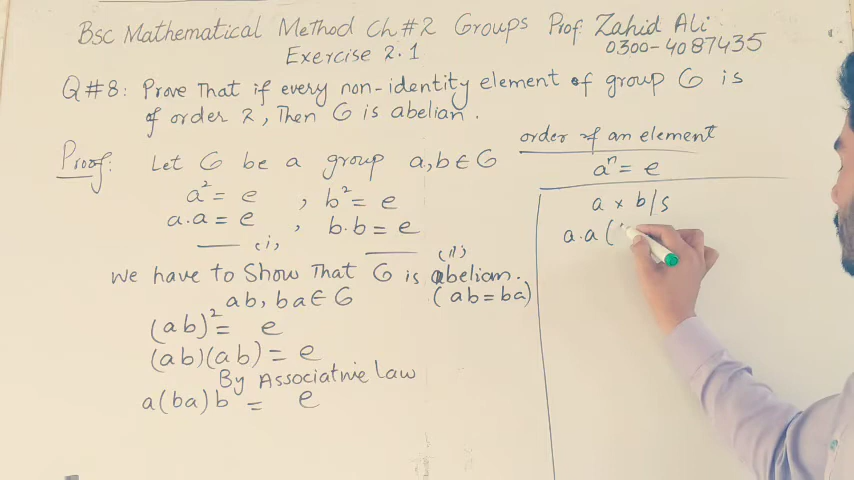 Bsc Mathematical Method Ch#2 Groups Prof. Zahid Ali
0300-4087435
Exercise 2.1
Q#8: Prove That if every non-identity element of group G is
of order 2, Then G is abelian.
Proof: Let G be a group a,b∈G
a² = e , b² = e
a.a = e , b.b = e
(i) (ii)
we have to Show That G is abelian.
ab, ba∈G (ab=ba)
(ab)² = e
(ab)(ab) = e
By Associative Law
a(ba)b = e
order of an element
aⁿ = e
a × b/s
a.a (